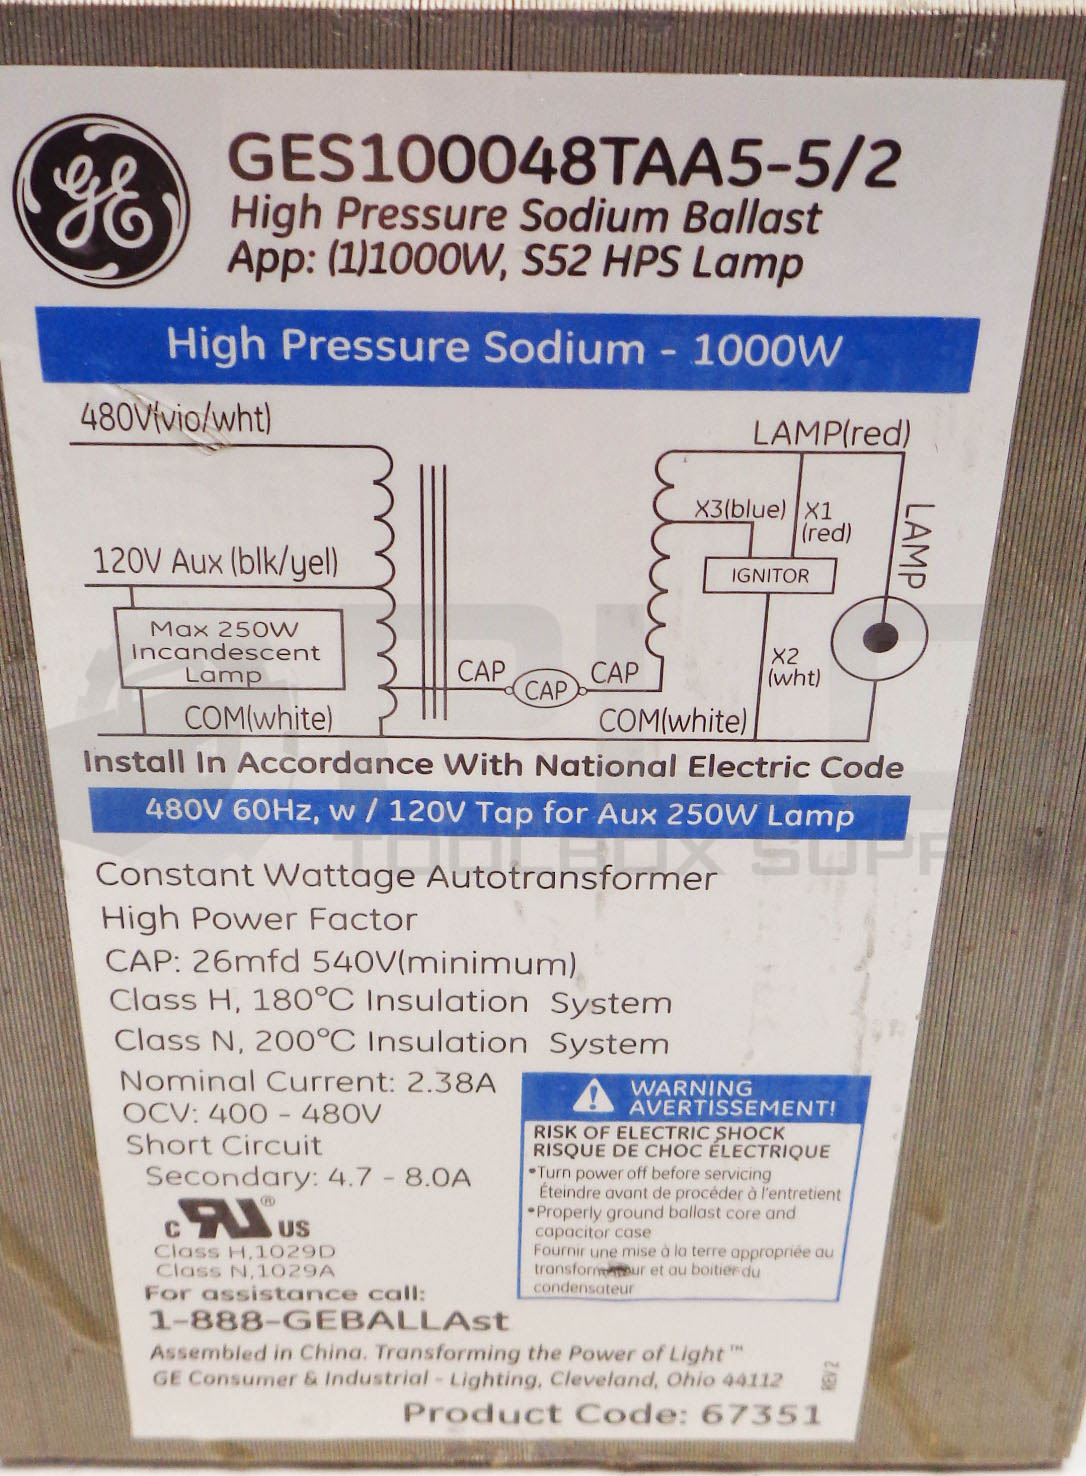 GE
GES100048TAA5-5/2
High Pressure Sodium Ballast
App: (1)1000W, S52 HPS Lamp
High Pressure Sodium - 1000W
480V(vio/wht)
LAMP(red)
X3(blue)
X1
(red)
LAMP
120V Aux (blk/yel)
IGNITOR
Max 250W
Incandescent
Lamp
CAP
CAP
CAP
X2
(wht)
COM(white)
COM(white)
Install In Accordance With National Electric Code
480V 60Hz, w / 120V Tap for Aux 250W Lamp
TOOLBOX SUPP
Constant Wattage Autotransformer
High Power Factor
CAP: 26mfd 540V(minimum)
Class H, 180°C Insulation System
Class N, 200°C Insulation System
Nominal Current: 2.38A
OCV: 400 - 480V
Short Circuit
Secondary: 4.7 - 8.0A
c RU® US
Class H,1029D
Class N,1029A
WARNING
AVERTISSEMENT!
RISK OF ELECTRIC SHOCK
RISQUE DE CHOC ÉLECTRIQUE
•Turn power off before servicing
Éteindre avant de procéder à l'entretient
•Properly ground ballast core and
capacitor case
Fournir une mise à la terre appropriée au
transformateur et au boitier du
condensateur
For assistance call:
1-888-GEBALLAst
Assembled in China. Transforming the Power of Light™
GE Consumer & Industrial - Lighting, Cleveland, Ohio 44112
REV 2
Product Code: 67351